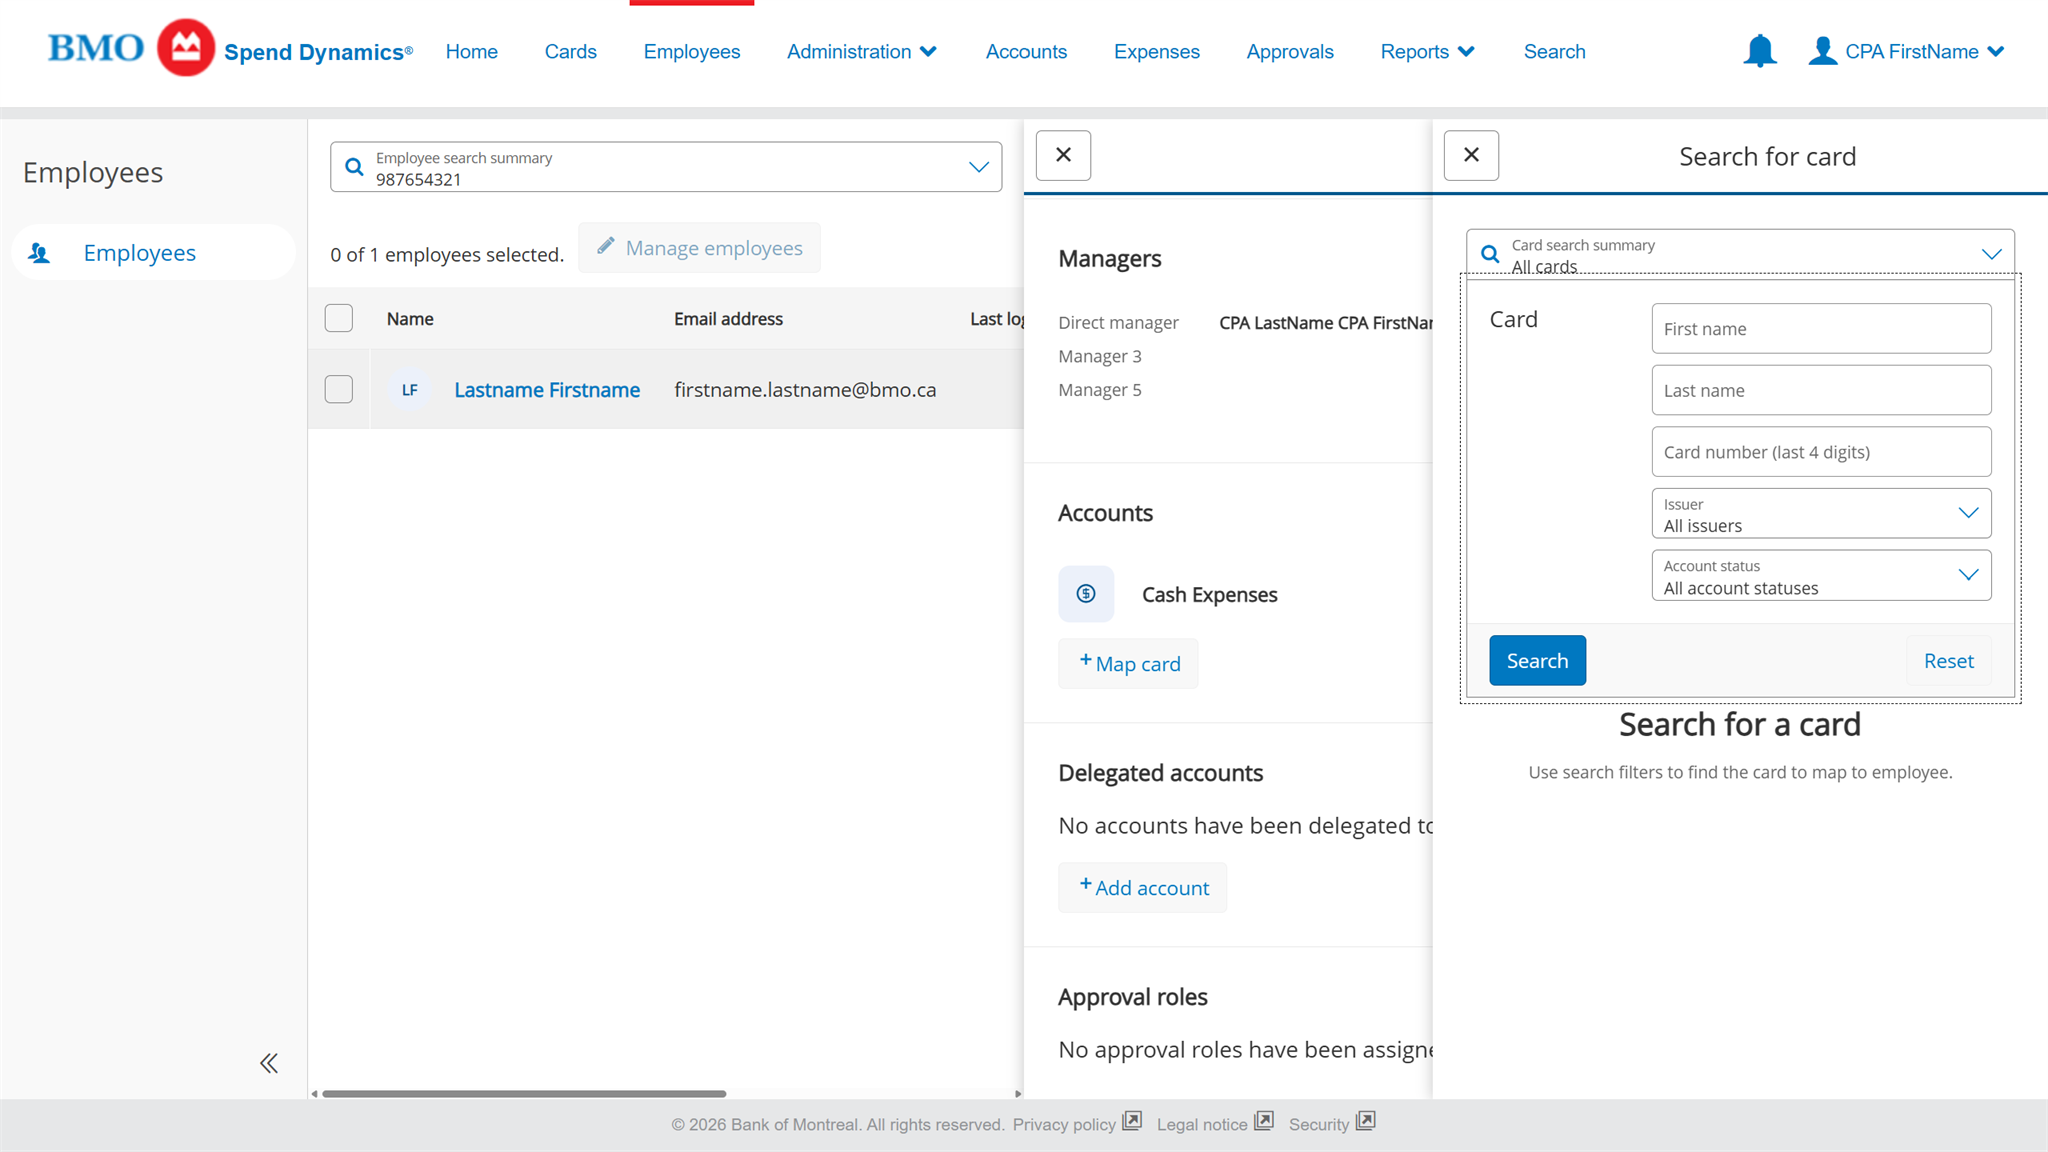 BMO Spend Dynamics®
Home
Cards
Employees
Administration
Accounts
Expenses
Approvals
Reports
Search
CPA FirstName
Employees
Employees
Employee search summary
987654321
0 of 1 employees selected.
Manage employees
Name
Email address
Last log
LF
Lastname Firstname
firstname.lastname@bmo.ca
Managers
Direct manager
CPA LastName CPA FirstNar
Manager 3
Manager 5
Accounts
Cash Expenses
+ Map card
Delegated accounts
No accounts have been delegated to
+ Add account
Approval roles
No approval roles have been assigne
Search for card
Card search summary
All cards
Card
First name
Last name
Card number (last 4 digits)
Issuer
All issuers
Account status
All account statuses
Search
Reset
Search for a card
Use search filters to find the card to map to employee.
© 2026 Bank of Montreal. All rights reserved. Privacy policy Legal notice Security